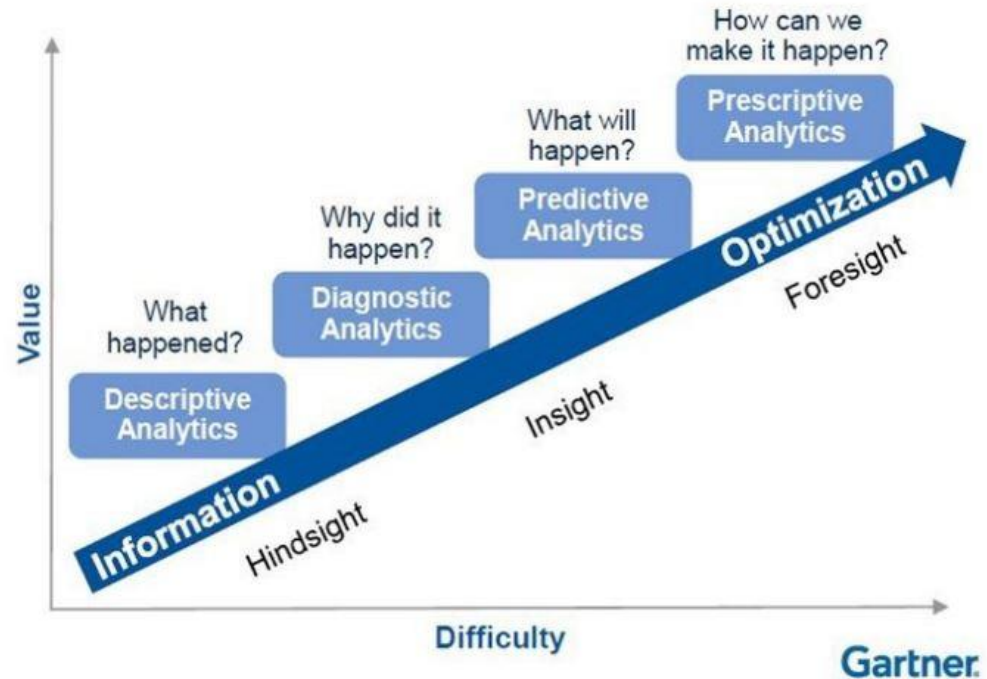 How can we
make it happen?
Prescriptive
Analytics
What will
happen?
Predictive
Analytics
Why did it
happen?
Diagnostic
Analytics
What
happened?
Descriptive
Analytics
Value
Information
Optimization
Hindsight
Insight
Foresight
Difficulty
Gartner.